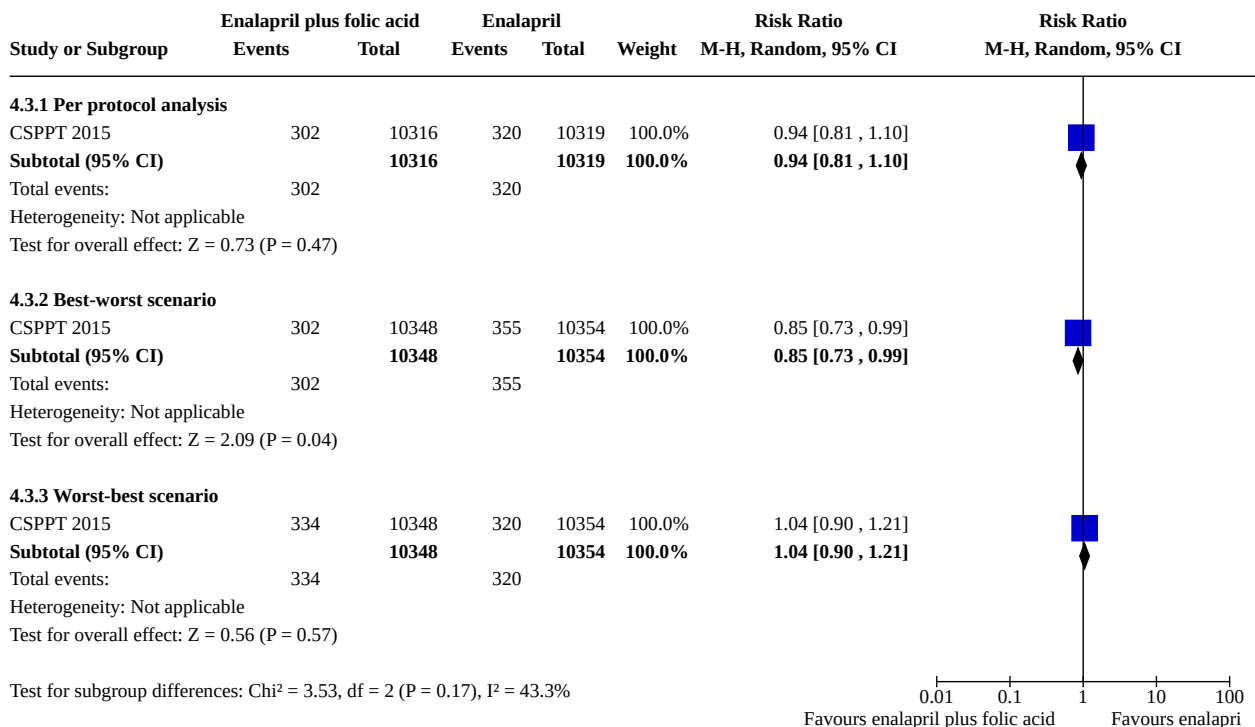 Enalapril plus folic acid Enalapril Risk Ratio Risk Ratio
Study or Subgroup Events Total Events Total Weight M-H, Random, 95% CI M-H, Random, 95% CI
4.3.1 Per protocol analysis
CSPPT 2015 302 10316 320 10319 100.0% 0.94 [0.81 , 1.10]
Subtotal (95% CI) 10316 10319 100.0% 0.94 [0.81 , 1.10]
Total events: 302 320
Heterogeneity: Not applicable
Test for overall effect: Z = 0.73 (P = 0.47)
4.3.2 Best-worst scenario
CSPPT 2015 302 10348 355 10354 100.0% 0.85 [0.73 , 0.99]
Subtotal (95% CI) 10348 10354 100.0% 0.85 [0.73 , 0.99]
Total events: 302 355
Heterogeneity: Not applicable
Test for overall effect: Z = 2.09 (P = 0.04)
4.3.3 Worst-best scenario
CSPPT 2015 334 10348 320 10354 100.0% 1.04 [0.90 , 1.21]
Subtotal (95% CI) 10348 10354 100.0% 1.04 [0.90 , 1.21]
Total events: 334 320
Heterogeneity: Not applicable
Test for overall effect: Z = 0.56 (P = 0.57)
Test for subgroup differences: Chi² = 3.53, df = 2 (P = 0.17), I² = 43.3%
0.01 0.1 1 10 100
Favours enalapril plus folic acid Favours enalapri